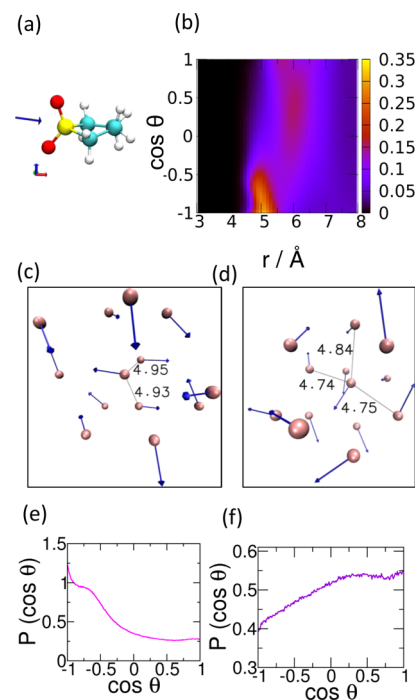 (a)
(b)
cos θ
1
0.5
0
-0.5
-1
3 4 5 6 7 8
r / Å
0.35
0.3
0.25
0.2
0.15
0.1
0.05
0
(c)
4.95
4.93
(d)
4.84
4.74
4.75
(e)
P (cos θ)
1.5
1
0.5
0
-1 -0.5 0 0.5 1
cos θ
(f)
P (cos θ)
0.6
0.5
0.4
0.3
-1 -0.5 0 0.5 1
cos θ